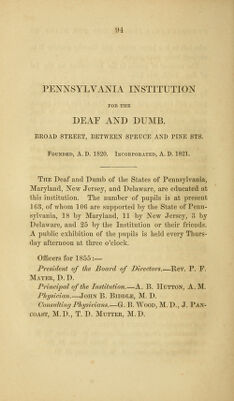 94
PENNSYLVANIA INSTITUTION
FOR THE
DEAF AND DUMB.
BROAD STREET, BETWEEN SPRUCE AND PINE STS.
FOUNDED, A. D. 1820. INCORPORATED, A. D. 1821.
THE Deaf and Dumb of the States of Pennsylvania,
Maryland, New Jersey, and Delaware, are educated at
this institution. The number of pupils is at present
163, of whom 106 are supported by the State of Penn-
sylvania, 18 by Maryland, 11 by New Jersey, 3 by
Delaware, and 25 by the Institution or their friends.
A public exhibition of the pupils is held every Thurs-
day afternoon at three o'clock.
Officers for 1855:—
President of the Board of Directors.—REV. P. F.
MAYER, D. D.
Principal of the Institution.—A. B. HUTTON, A. M.
Physician.—JOHN B. BIDDLE, M. D.
Consulting Physicians.—G. B. WOOD, M. D., J. PAN-
COAST, M. D., T. D. MUTTER, M. D.